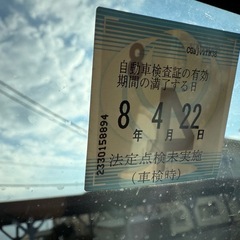 自動車検査証の有効
期間の満了する日
8 4 22
年 月 日
法定点検未実施
(車検時)
2330158894